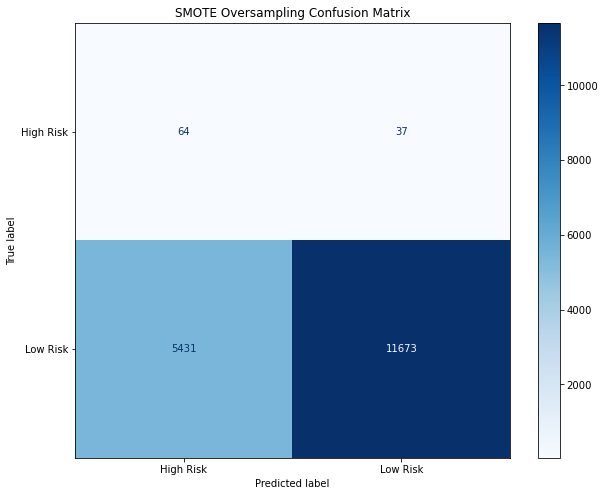 SMOTE Oversampling Confusion Matrix
True label
High Risk
64
37
Low Risk
5431
11673
High Risk
Low Risk
Predicted label
10000
8000
6000
4000
2000